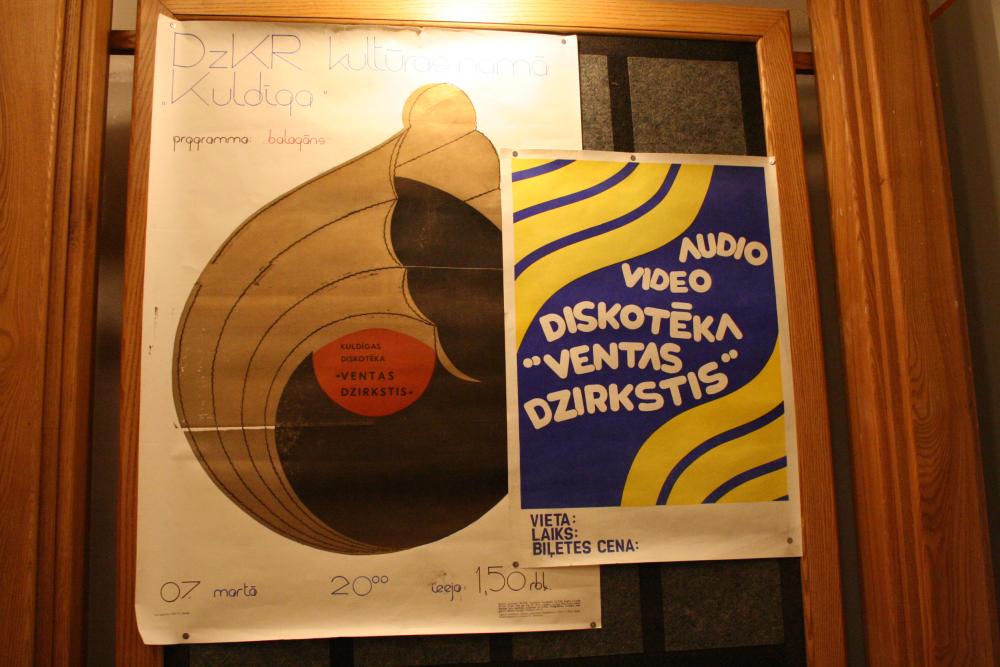 DzKR kultūras namā
"Kuldīga"
programma: balagāns
KULDĪGAS
DISKOTĒKA
"VENTAS
DZIRKSTIS"
07. martā 20⁰⁰ ieeja 1,50 rbl.
AUDIO
VIDEO
DISKOTĒKA
"VENTAS
DZIRKSTIS"
VIETA:
LAIKS:
BIĻETES CENA: